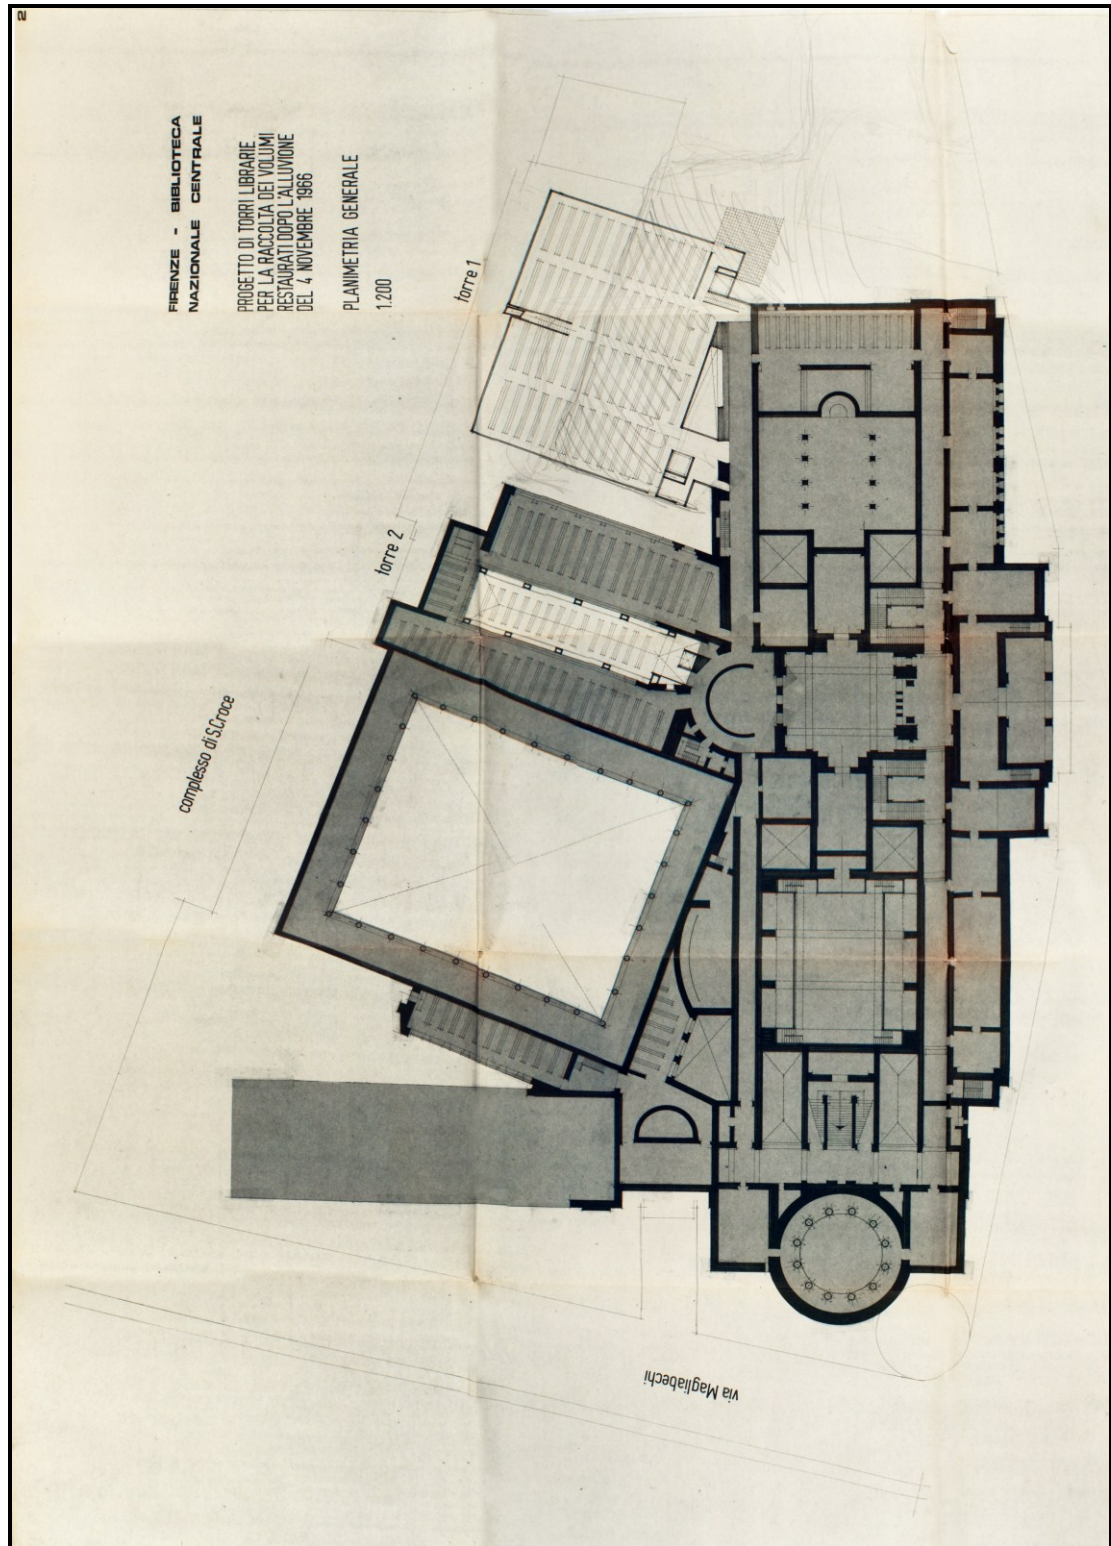 2
FIRENZE - BIBLIOTECA
NAZIONALE CENTRALE
PROGETTO DI TORRI LIBRARIE
PER LA RACCOLTA DEI VOLUMI
RESTAURATI DOPO L'ALLUVIONE
DEL 4 NOVEMBRE 1966
PLANIMETRIA GENERALE
1:200
torre 1
torre 2
complesso di S.Croce
via Magliabechi